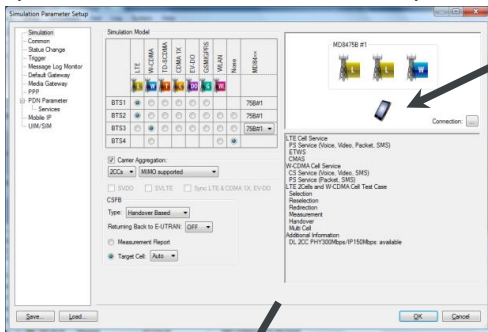 Simulation Parameter Setup
Simulation
Common
Status Change
Trigger
Message Log Monitor
Default Gateway
Media Gateway
PPP
PDN Parameter
Services
Mobile IP
UIM/SIM
Simulation Model
LTE
W-CDMA
TD-SCDMA
CDMA 1X
EV-DO
GSM/GPRS
WLAN
None
MD84xx
BTS1 75B#1
BTS2 75B#1
BTS3 75B#1
BTS4
Carrier Aggregation:
2CCs MIMO supported
SVDO SVLTE Sync LTE & CDMA 1X, EV-DO
CSFB
Type: Handover Based
Returning Back to E-UTRAN: OFF
Measurement Report
Target Cell: Auto
MD8475B #1
L L W
Connection: ...
LTE Cell Service
PS Service (Voice, Video, Packet, SMS)
ETWS
CMAS
W-CDMA Cell Service
CS Service (Voice, Video, SMS)
PS Service (Packet, SMS)
LTE 2Cells and W-CDMA Cell Test Case
Selection
Reselection
Redirection
Measurement
Handover
Multi Cell
Additional Information
DL 2CC PHY300Mbps/IP150Mbps: available
Save... Load... OK Cancel